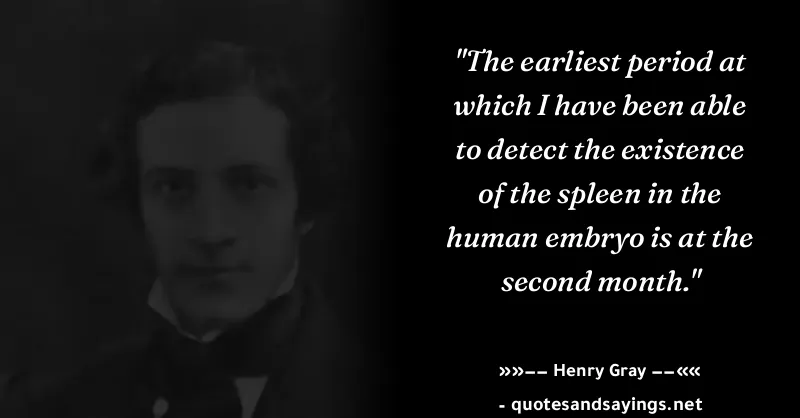 "The earliest period at
which I have been able
to detect the existence
of the spleen in the
human embryo is at the
second month."
»»−− Henry Gray −−««
- quotesandsayings.net